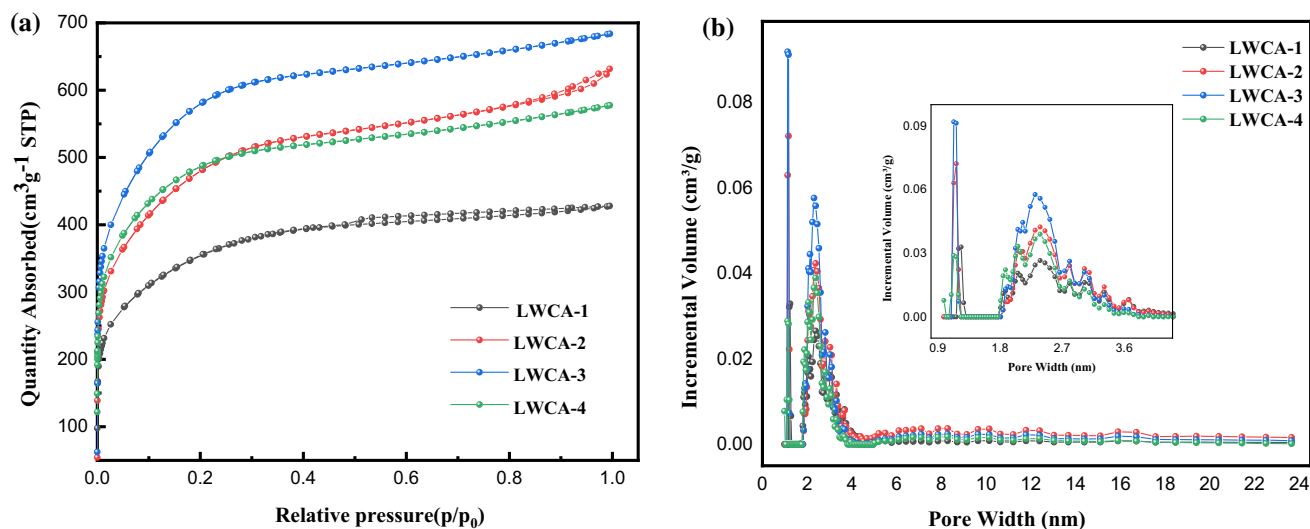 (a)
700
600
500
400
300
200
100
0.0 0.2 0.4 0.6 0.8 1.0
Quantity Absorbed(cm³g⁻¹ STP)
Relative pressure(p/p₀)
LWCA-1
LWCA-2
LWCA-3
LWCA-4
(b)
0.08
0.06
0.04
0.02
0.00
0 2 4 6 8 10 12 14 16 18 20 22 24
Incremental Volume (cm³/g)
Pore Width (nm)
LWCA-1
LWCA-2
LWCA-3
LWCA-4
0.09
0.06
0.03
0.00
0.9 1.8 2.7 3.6
Incremental Volume (cm³/g)
Pore Width (nm)